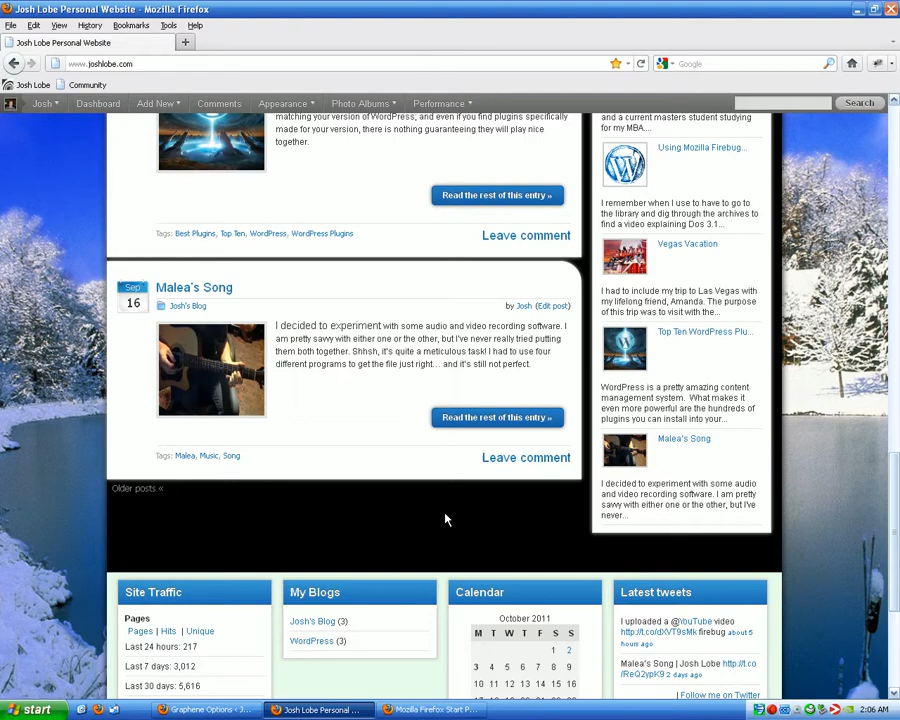 Josh Lobe Personal Website - Mozilla Firefox
File Edit View History Bookmarks Tools Help
Josh Lobe Personal Website
www.joshlobe.com
Google
Josh Lobe Community
Josh Dashboard Add New Comments Appearance Photo Albums Performance Search
matching your version of WordPress; and even if you find plugins specifically
made for your version, there is nothing guaranteeing they will play nice
together.
Read the rest of this entry »
Tags: Best Plugins, Top Ten, WordPress, WordPress Plugins
Leave comment
Sep
16
Malea's Song
Josh's Blog
by Josh (Edit post)
I decided to experiment with some audio and video recording software. I
am pretty savvy with either one or the other, but I've never really tried putting
them both together. Shhsh, it's quite a meticulous task! I had to use four
different programs to get the file just right... and it's still not perfect.
Read the rest of this entry »
Tags: Malea, Music, Song
Leave comment
Older posts «
and a current masters student studying
for my MBA....
Using Mozilla Firebug...
I remember when I use to have to go to
the library and dig through the archives to
find a video explaining Dos 3.1...
Vegas Vacation
I had to include my trip to Las Vegas with
my lifelong friend, Amanda. The purpose
of this trip was to visit with the...
Top Ten WordPress Plu...
WordPress is a pretty amazing content
management system. What makes it
even more powerful are the hundreds of
plugins you can install into your...
Malea's Song
I decided to experiment with some audio
and video recording software. I am pretty
savvy with either one or the other, but I've
never...
Site Traffic
Pages
Pages | Hits | Unique
Last 24 hours: 217
Last 7 days: 3,012
Last 30 days: 5,616
My Blogs
Josh's Blog (3)
WordPress (3)
Calendar
October 2011
M T W T F S S
1 2
3 4 5 6 7 8 9
10 11 12 13 14 15 16
Latest tweets
I uploaded a @YouTube video
http://t.co/dXVT9sMk firebug about 5
hours ago
Malea's Song | Josh Lobe http://t.co
/ReQ2ypK9 2 days ago
| Follow me on Twitter
start
Graphene Options ‹ J...
Josh Lobe Personal ...
Mozilla Firefox Start P...
2:06 AM